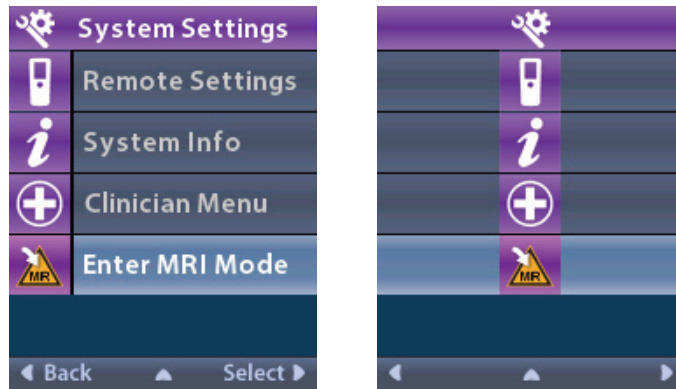 System Settings
Remote Settings
i
System Info
Clinician Menu
MR
Enter MRI Mode
Back
Select
i
MR